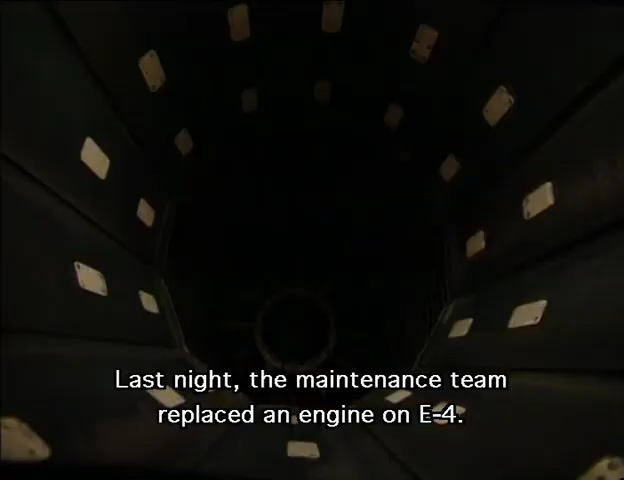 Last night, the maintenance team
replaced an engine on E-4.